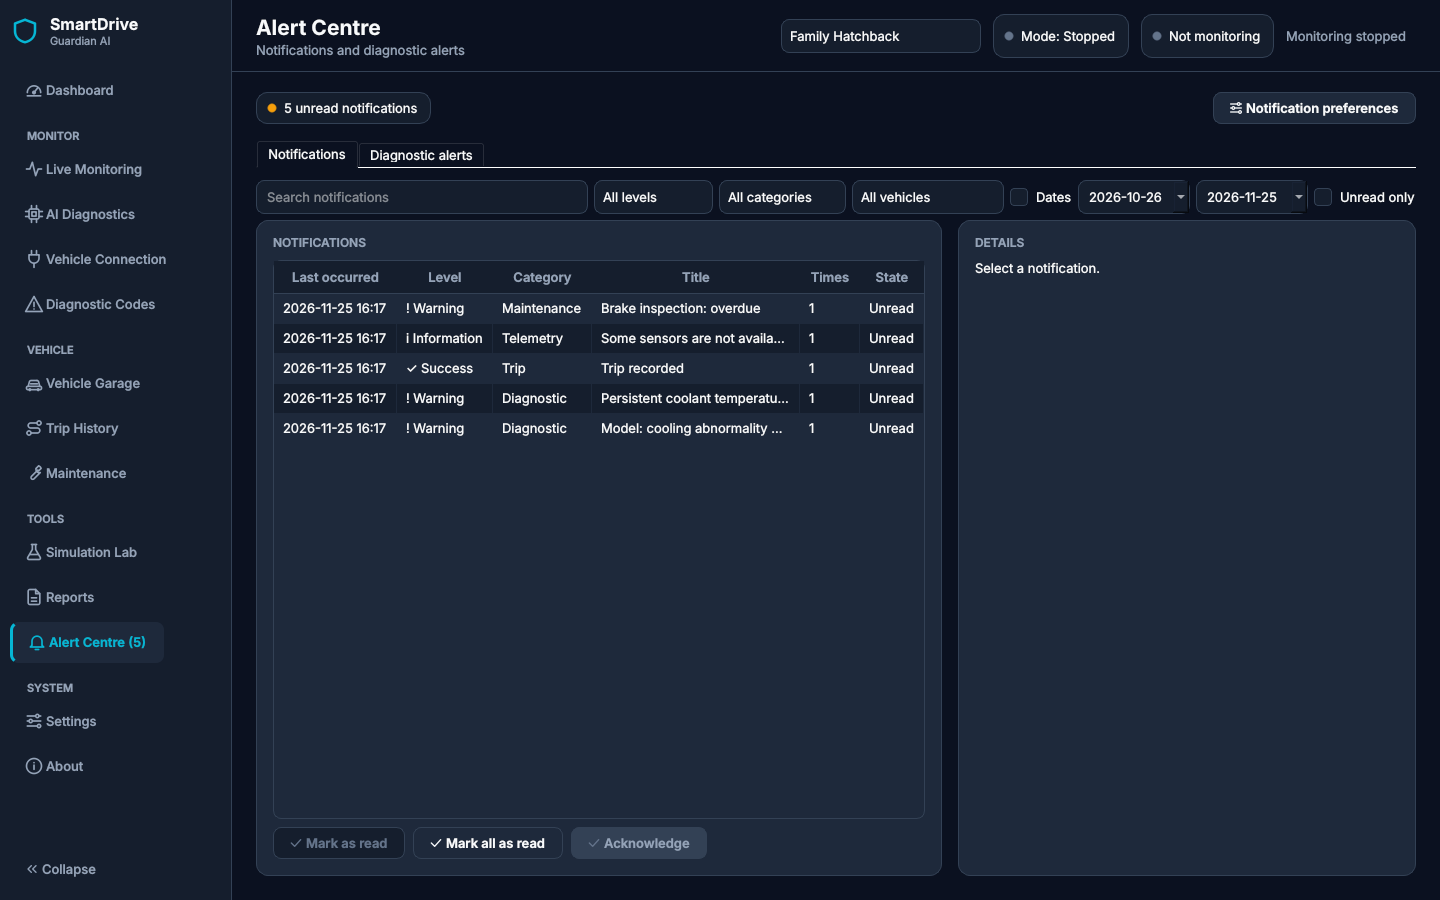 SmartDrive
Guardian AI
Dashboard
MONITOR
Live Monitoring
AI Diagnostics
Vehicle Connection
Diagnostic Codes
VEHICLE
Vehicle Garage
Trip History
Maintenance
TOOLS
Simulation Lab
Reports
Alert Centre (5)
SYSTEM
Settings
About
Collapse
Alert Centre
Notifications and diagnostic alerts
Family Hatchback
Mode: Stopped
Not monitoring
Monitoring stopped
5 unread notifications
Notification preferences
Notifications
Diagnostic alerts
Search notifications
All levels
All categories
All vehicles
Dates
2026-10-26
2026-11-25
Unread only
NOTIFICATIONS
Last occurred Level Category Title Times State
2026-11-25 16:17 ! Warning Maintenance Brake inspection: overdue 1 Unread
2026-11-25 16:17 i Information Telemetry Some sensors are not availa... 1 Unread
2026-11-25 16:17 ✓ Success Trip Trip recorded 1 Unread
2026-11-25 16:17 ! Warning Diagnostic Persistent coolant temperatu... 1 Unread
2026-11-25 16:17 ! Warning Diagnostic Model: cooling abnormality ... 1 Unread
Mark as read
Mark all as read
Acknowledge
DETAILS
Select a notification.